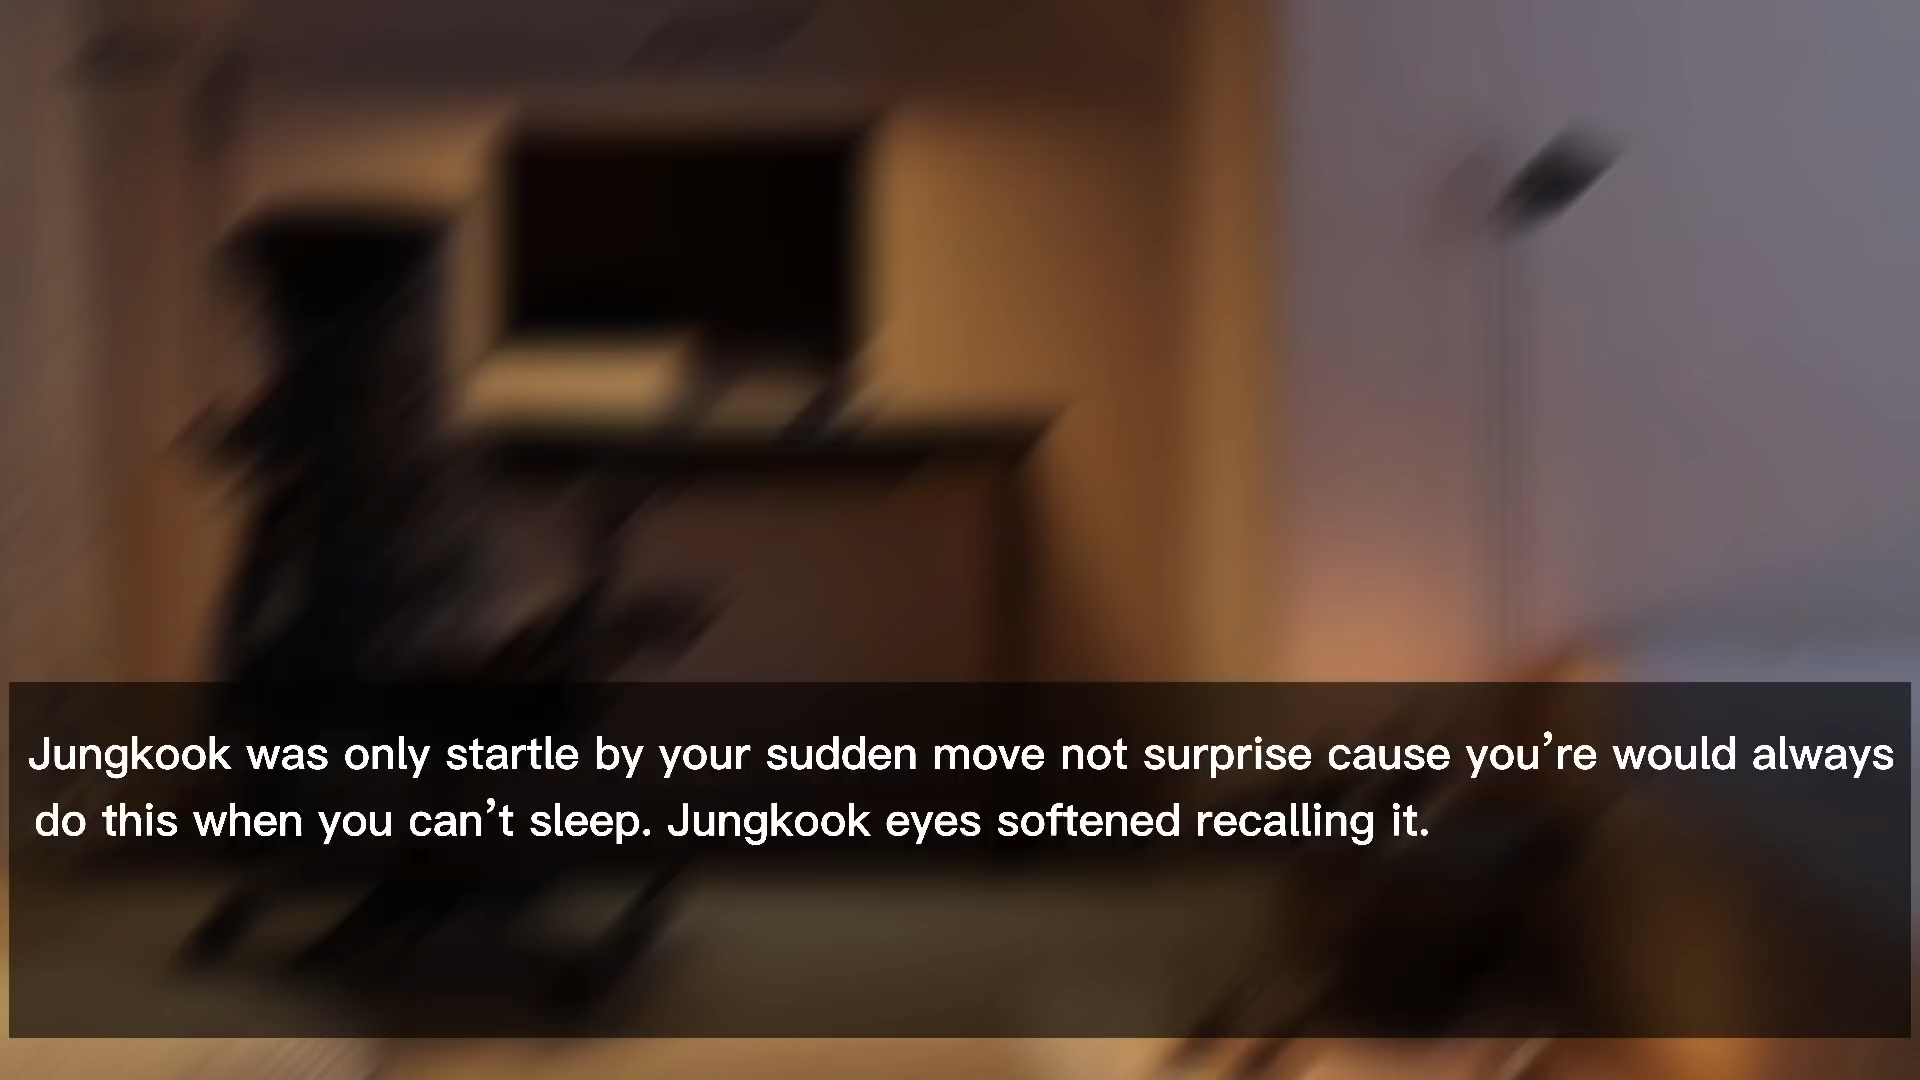 Jungkook was only startle by your sudden move not surprise cause you’re would always
do this when you can’t sleep. Jungkook eyes softened recalling it.